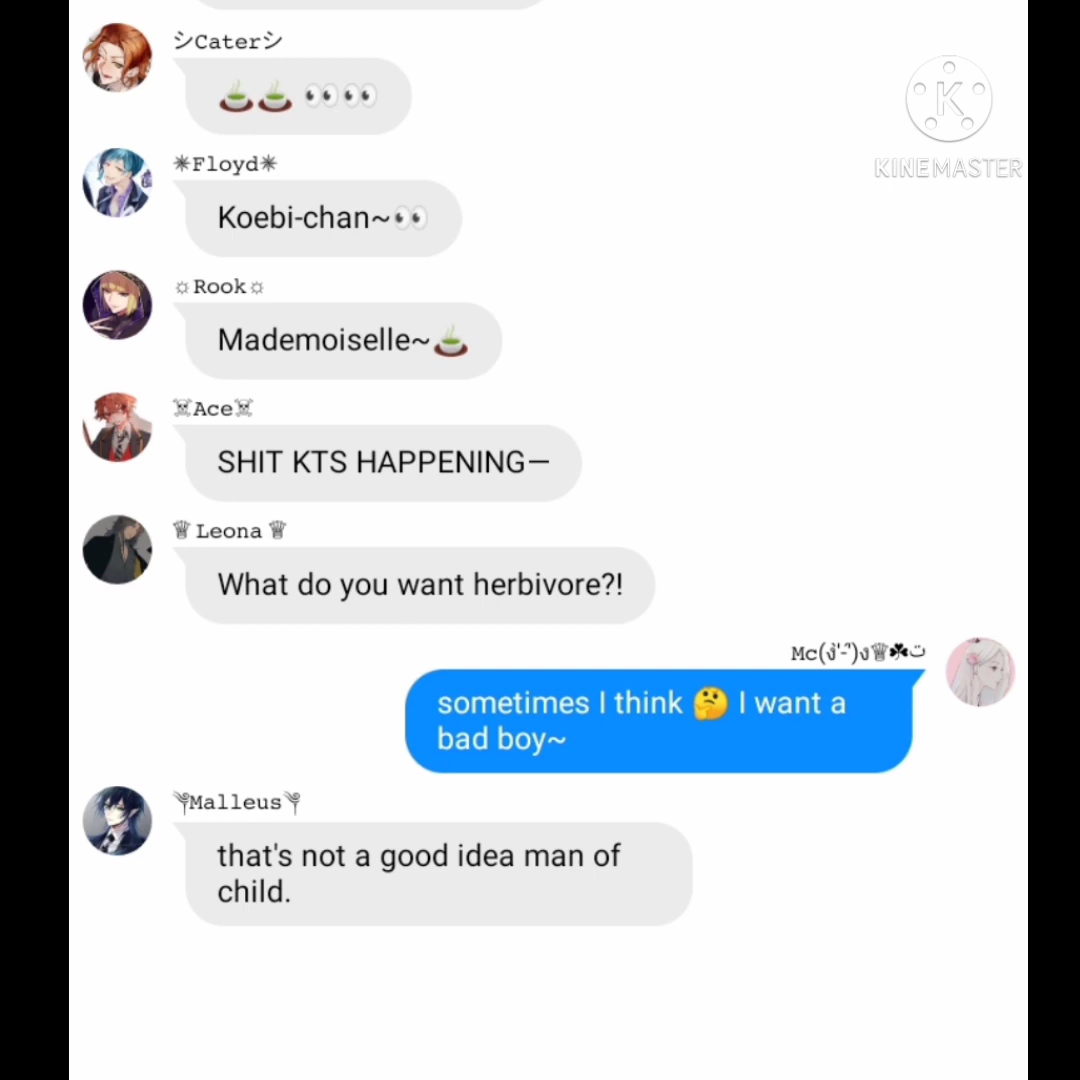 シCaterシ
🍵🍵 👀👀
KINEMASTER
✳Floyd✳
Koebi-chan~👀
☼Rook☼
Mademoiselle~🍵
☠Ace☠
SHIT KTS HAPPENING—
♕Leona♕
What do you want herbivore?!
Mc(ง'̀-'́)ง♕☘ت
sometimes I think 🤔 I want a
bad boy~
༒Malleus༒
that's not a good idea man of
child.